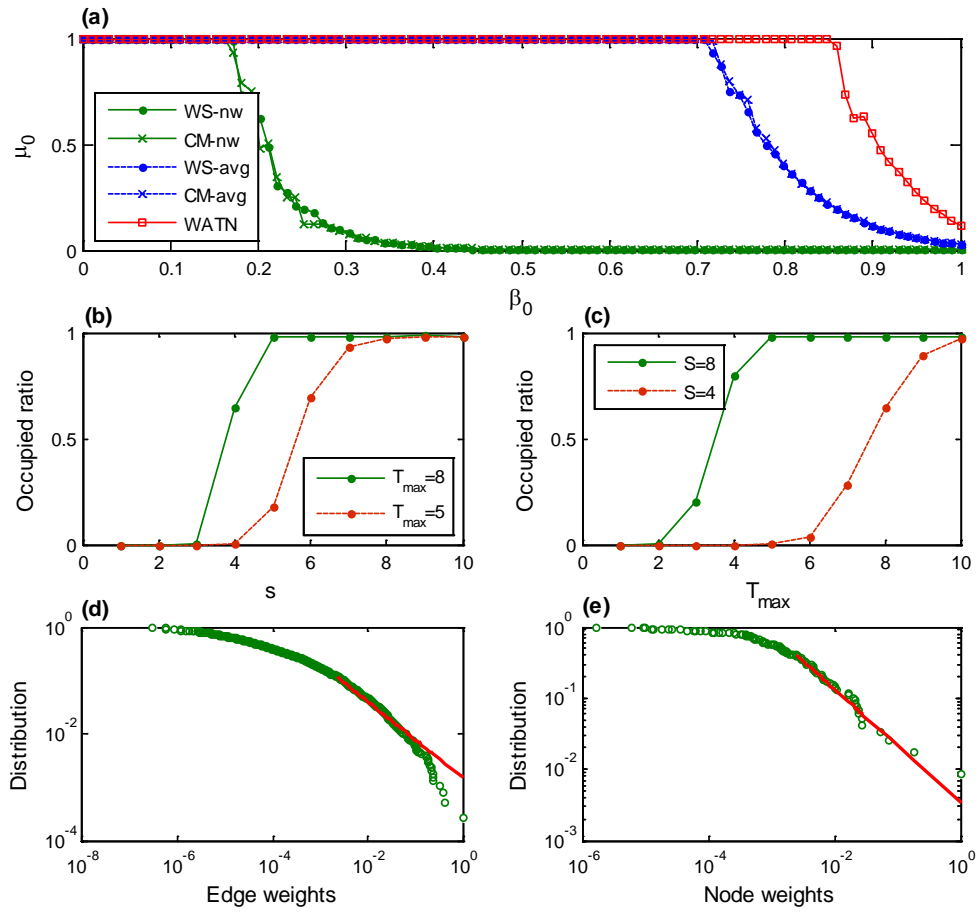 (a)
1
0.5
0
μ0
WS-nw
CM-nw
WS-avg
CM-avg
WATN
0 0.1 0.2 0.3 0.4 0.5 0.6 0.7 0.8 0.9 1
β0
(b)
1
0.5
0
Occupied ratio
Tmax=8
Tmax=5
0 2 4 6 8 10
s
(c)
1
0.5
0
Occupied ratio
S=8
S=4
0 2 4 6 8 10
Tmax
(d)
10^0
10^-2
10^-4
Distribution
10^-8 10^-6 10^-4 10^-2 10^0
Edge weights
(e)
10^0
10^-1
10^-2
10^-3
Distribution
10^-6 10^-4 10^-2 10^0
Node weights